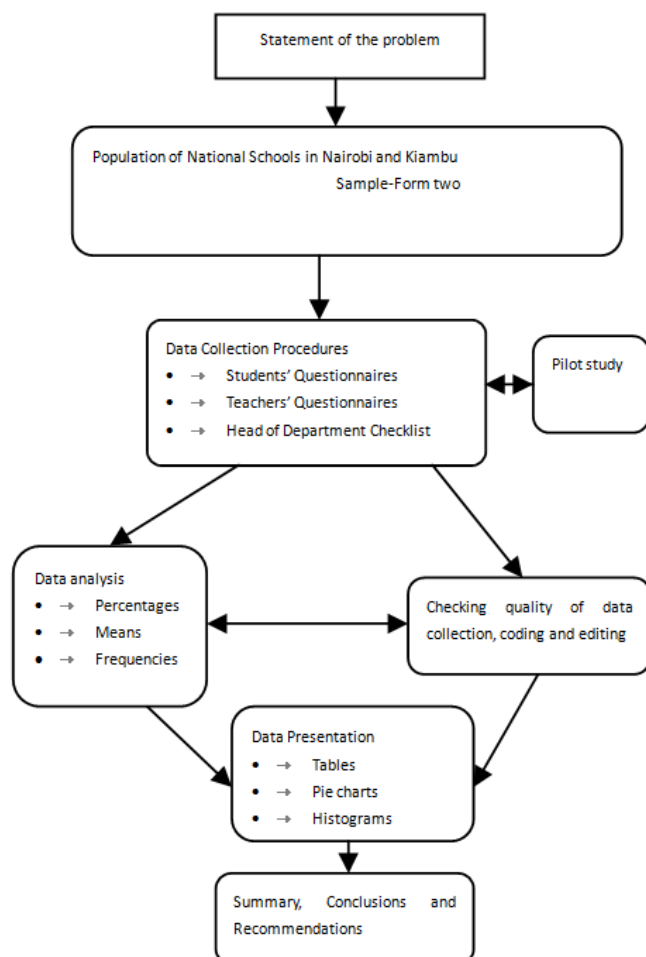 Statement of the problem
Population of National Schools in Nairobi and Kiambu
Sample-Form two
Data Collection Procedures
• → Students' Questionnaires
• → Teachers' Questionnaires
• → Head of Department Checklist
Pilot study
Data analysis
• → Percentages
• → Means
• → Frequencies
Checking quality of data
collection, coding and editing
Data Presentation
• → Tables
• → Pie charts
• → Histograms
Summary, Conclusions and
Recommendations